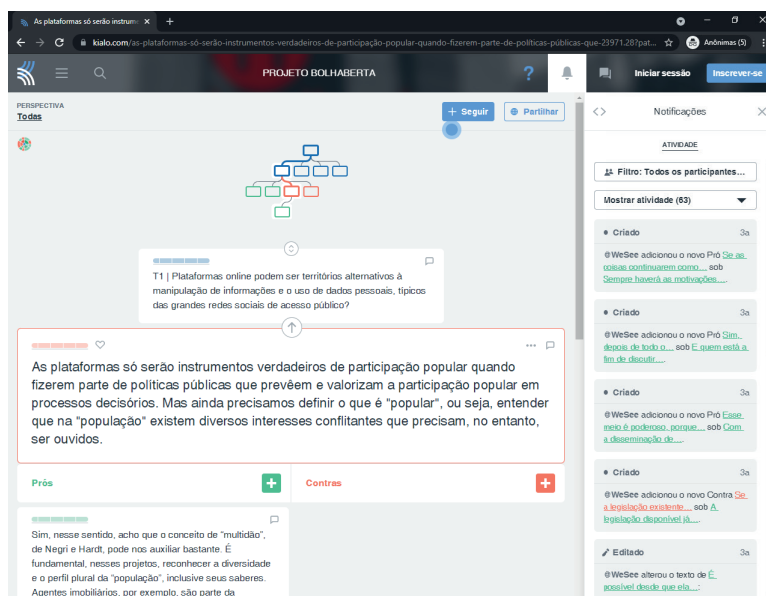 As plataformas só serão instrume
kialo.com/as-plataformas-só-serão-instrumentos-verdadeiros-de-participação-popular-quando-fizerem-parte-de-políticas-públicas-que-23971.28?pat...
Anônimas (5)
PROJETO BOLHABERTA
?
Iniciar sessão
Inscrever-se
PERSPECTIVA
Todas
+ Seguir
Partilhar
T1 | Plataformas online podem ser territórios alternativos à
manipulação de informações e o uso de dados pessoais, típicos
das grandes redes sociais de acesso público?
As plataformas só serão instrumentos verdadeiros de participação popular quando
fizerem parte de políticas públicas que prevêem e valorizam a participação popular em
processos decisórios. Mas ainda precisamos definir o que é "popular", ou seja, entender
que na "população" existem diversos interesses conflitantes que precisam, no entanto,
ser ouvidos.
Prós
Contras
Sim, nesse sentido, acho que o conceito de "multidão",
de Negri e Hardt, pode nos auxiliar bastante. É
fundamental, nesses projetos, reconhecer a diversidade
e o perfil plural da "população", inclusive seus saberes.
Agentes imobiliários, por exemplo, são parte da
Notificações
ATIVIDADE
Filtro: Todos os participantes...
Mostrar atividade (63)
Criado 3a
@WeSee adicionou o novo Pró Se as
coisas continuarem como... sob
Sempre haverá as motivações....
Criado 3a
@WeSee adicionou o novo Pró Sim,
depois de todo o... sob E quem está a
fim de discutir....
Criado 3a
@WeSee adicionou o novo Pró Esse
meio é poderoso, porque... sob Com
a disseminação de....
Criado 3a
@WeSee adicionou o novo Contra Se
a legislação existente... sob A
legislação disponível já....
Editado 3a
@WeSee alterou o texto de É
possível desde que ela...: